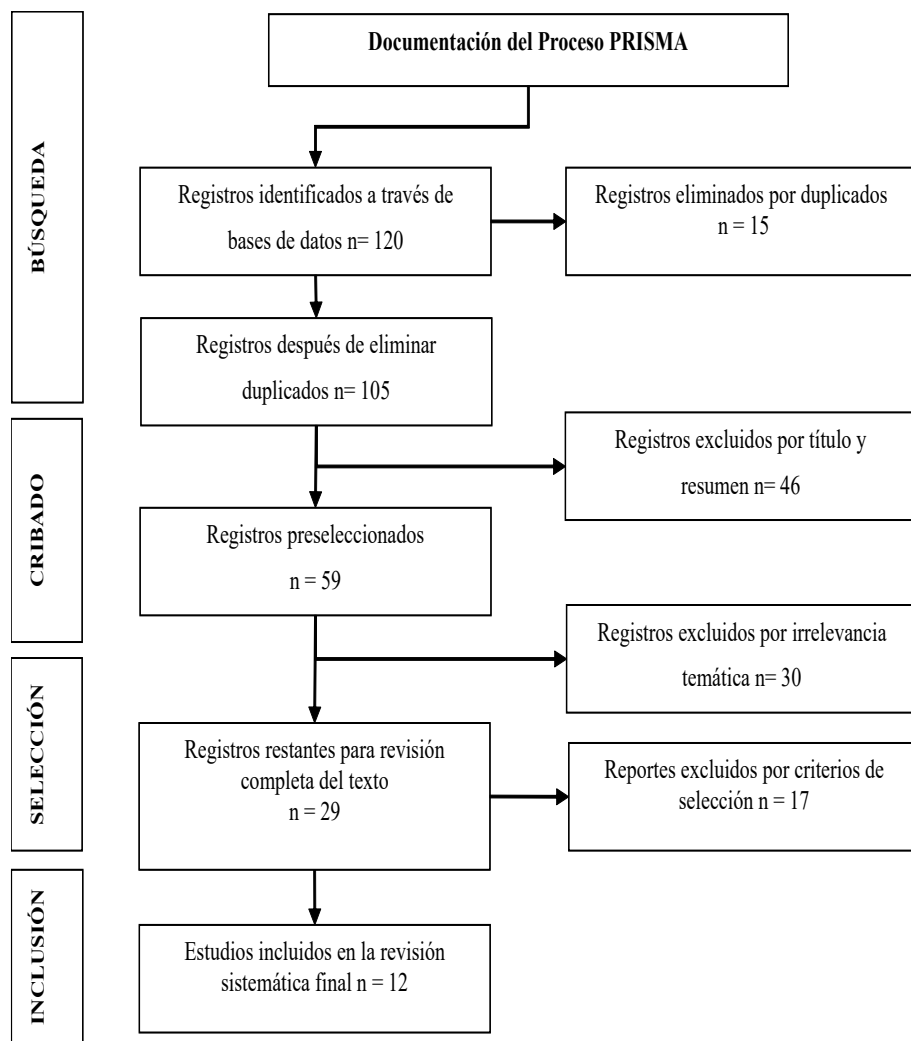 Documentación del Proceso PRISMA
BÚSQUEDA
Registros identificados a través de
bases de datos n= 120
Registros eliminados por duplicados
n = 15
Registros después de eliminar
duplicados n= 105
CRIBADO
Registros excluidos por título y
resumen n= 46
Registros preseleccionados
n = 59
Registros excluidos por irrelevancia
temática n= 30
SELECCIÓN
Registros restantes para revisión
completa del texto
n = 29
Reportes excluidos por criterios de
selección n = 17
INCLUSIÓN
Estudios incluidos en la revisión
sistemática final n = 12